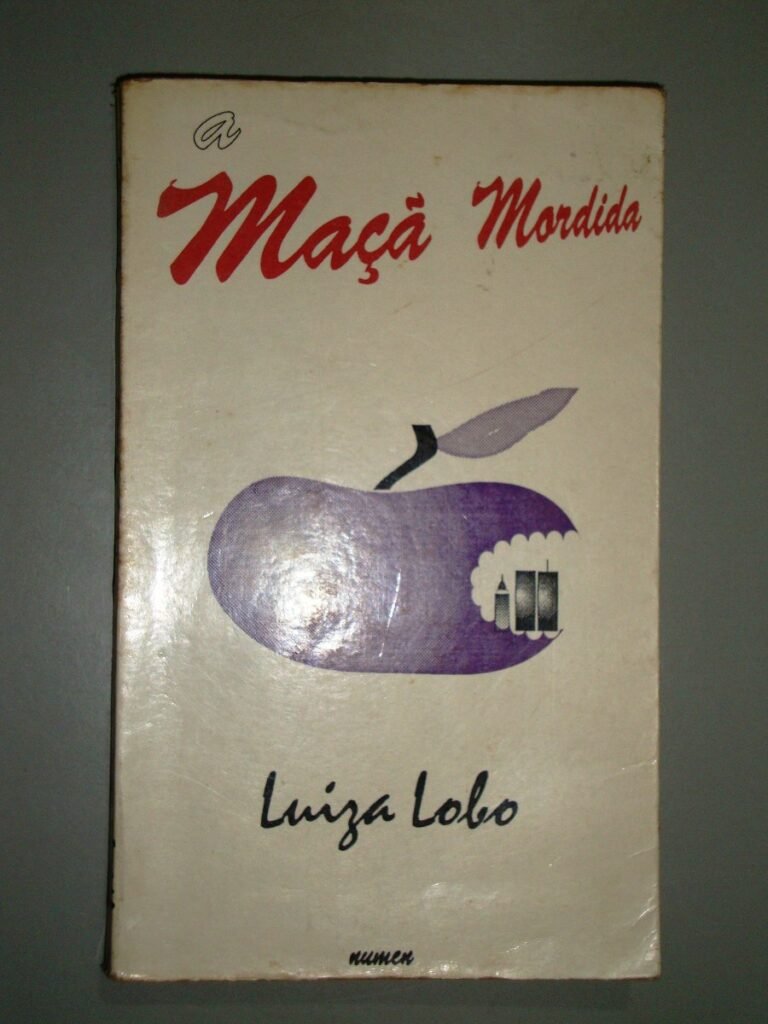 a
Maçã Mordida
Luiza Lobo
numen